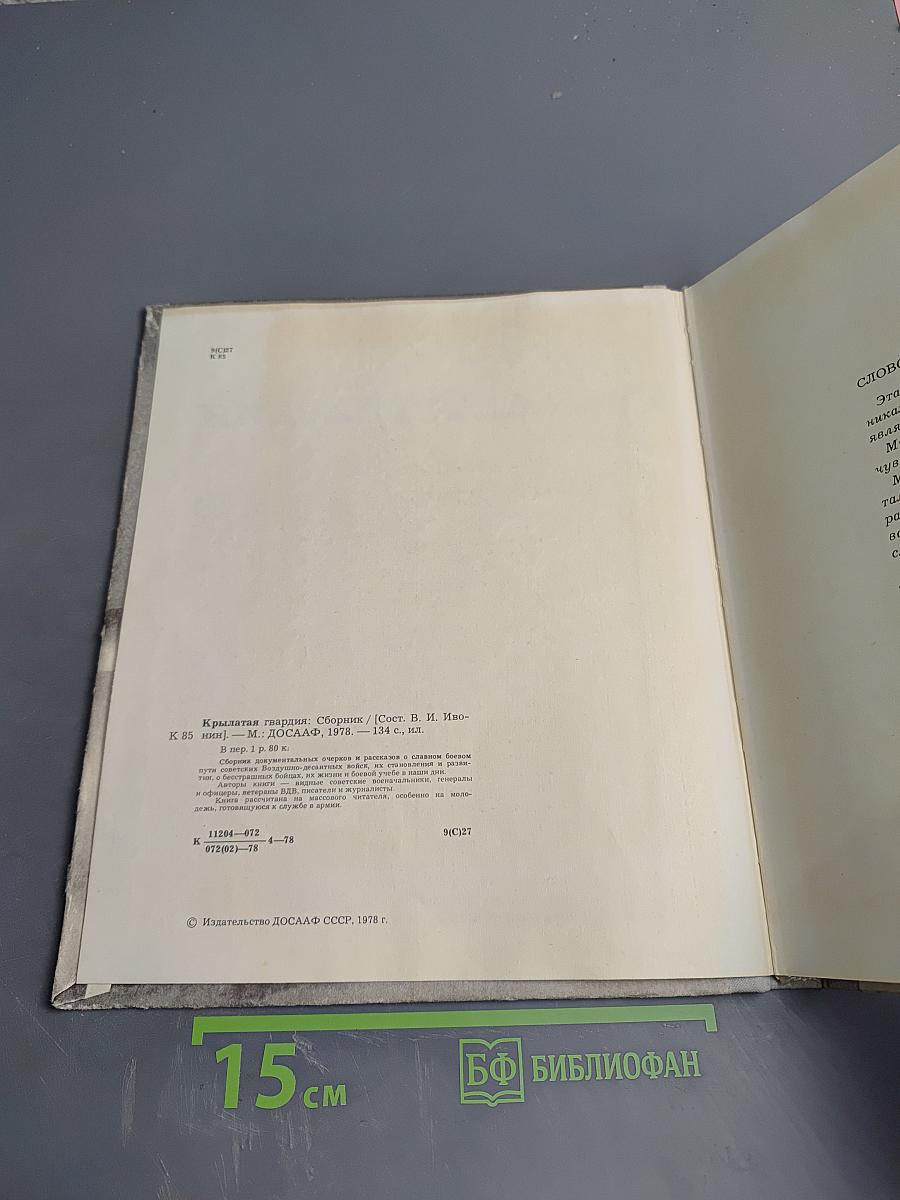 9(С)27
К 85
Крылатая гвардия: Сборник / [Сост. В. И. Иво-
К 85 нин]. — М.: ДОСААФ, 1978. — 134 с., ил.
В пер. 1 р. 80 к.
Сборник документальных очерков и рассказов о славном боевом
пути советских Воздушно-десантных войск, их становления и разви-
тии, о бесстрашных бойцах, их жизни и боевой учебе в наши дни.
Авторы книги — видные советские военачальники, генералы
и офицеры, ветераны ВДВ, писатели и журналисты.
Книга рассчитана на массового читателя, особенно на моло-
дежь, готовящуюся к службе в армии.
11204—072
К 4—78 9(С)27
072(02)—78
© Издательство ДОСААФ СССР, 1978 г.
СЛОВО
Эта
15 см БФ БИБЛИОФАН